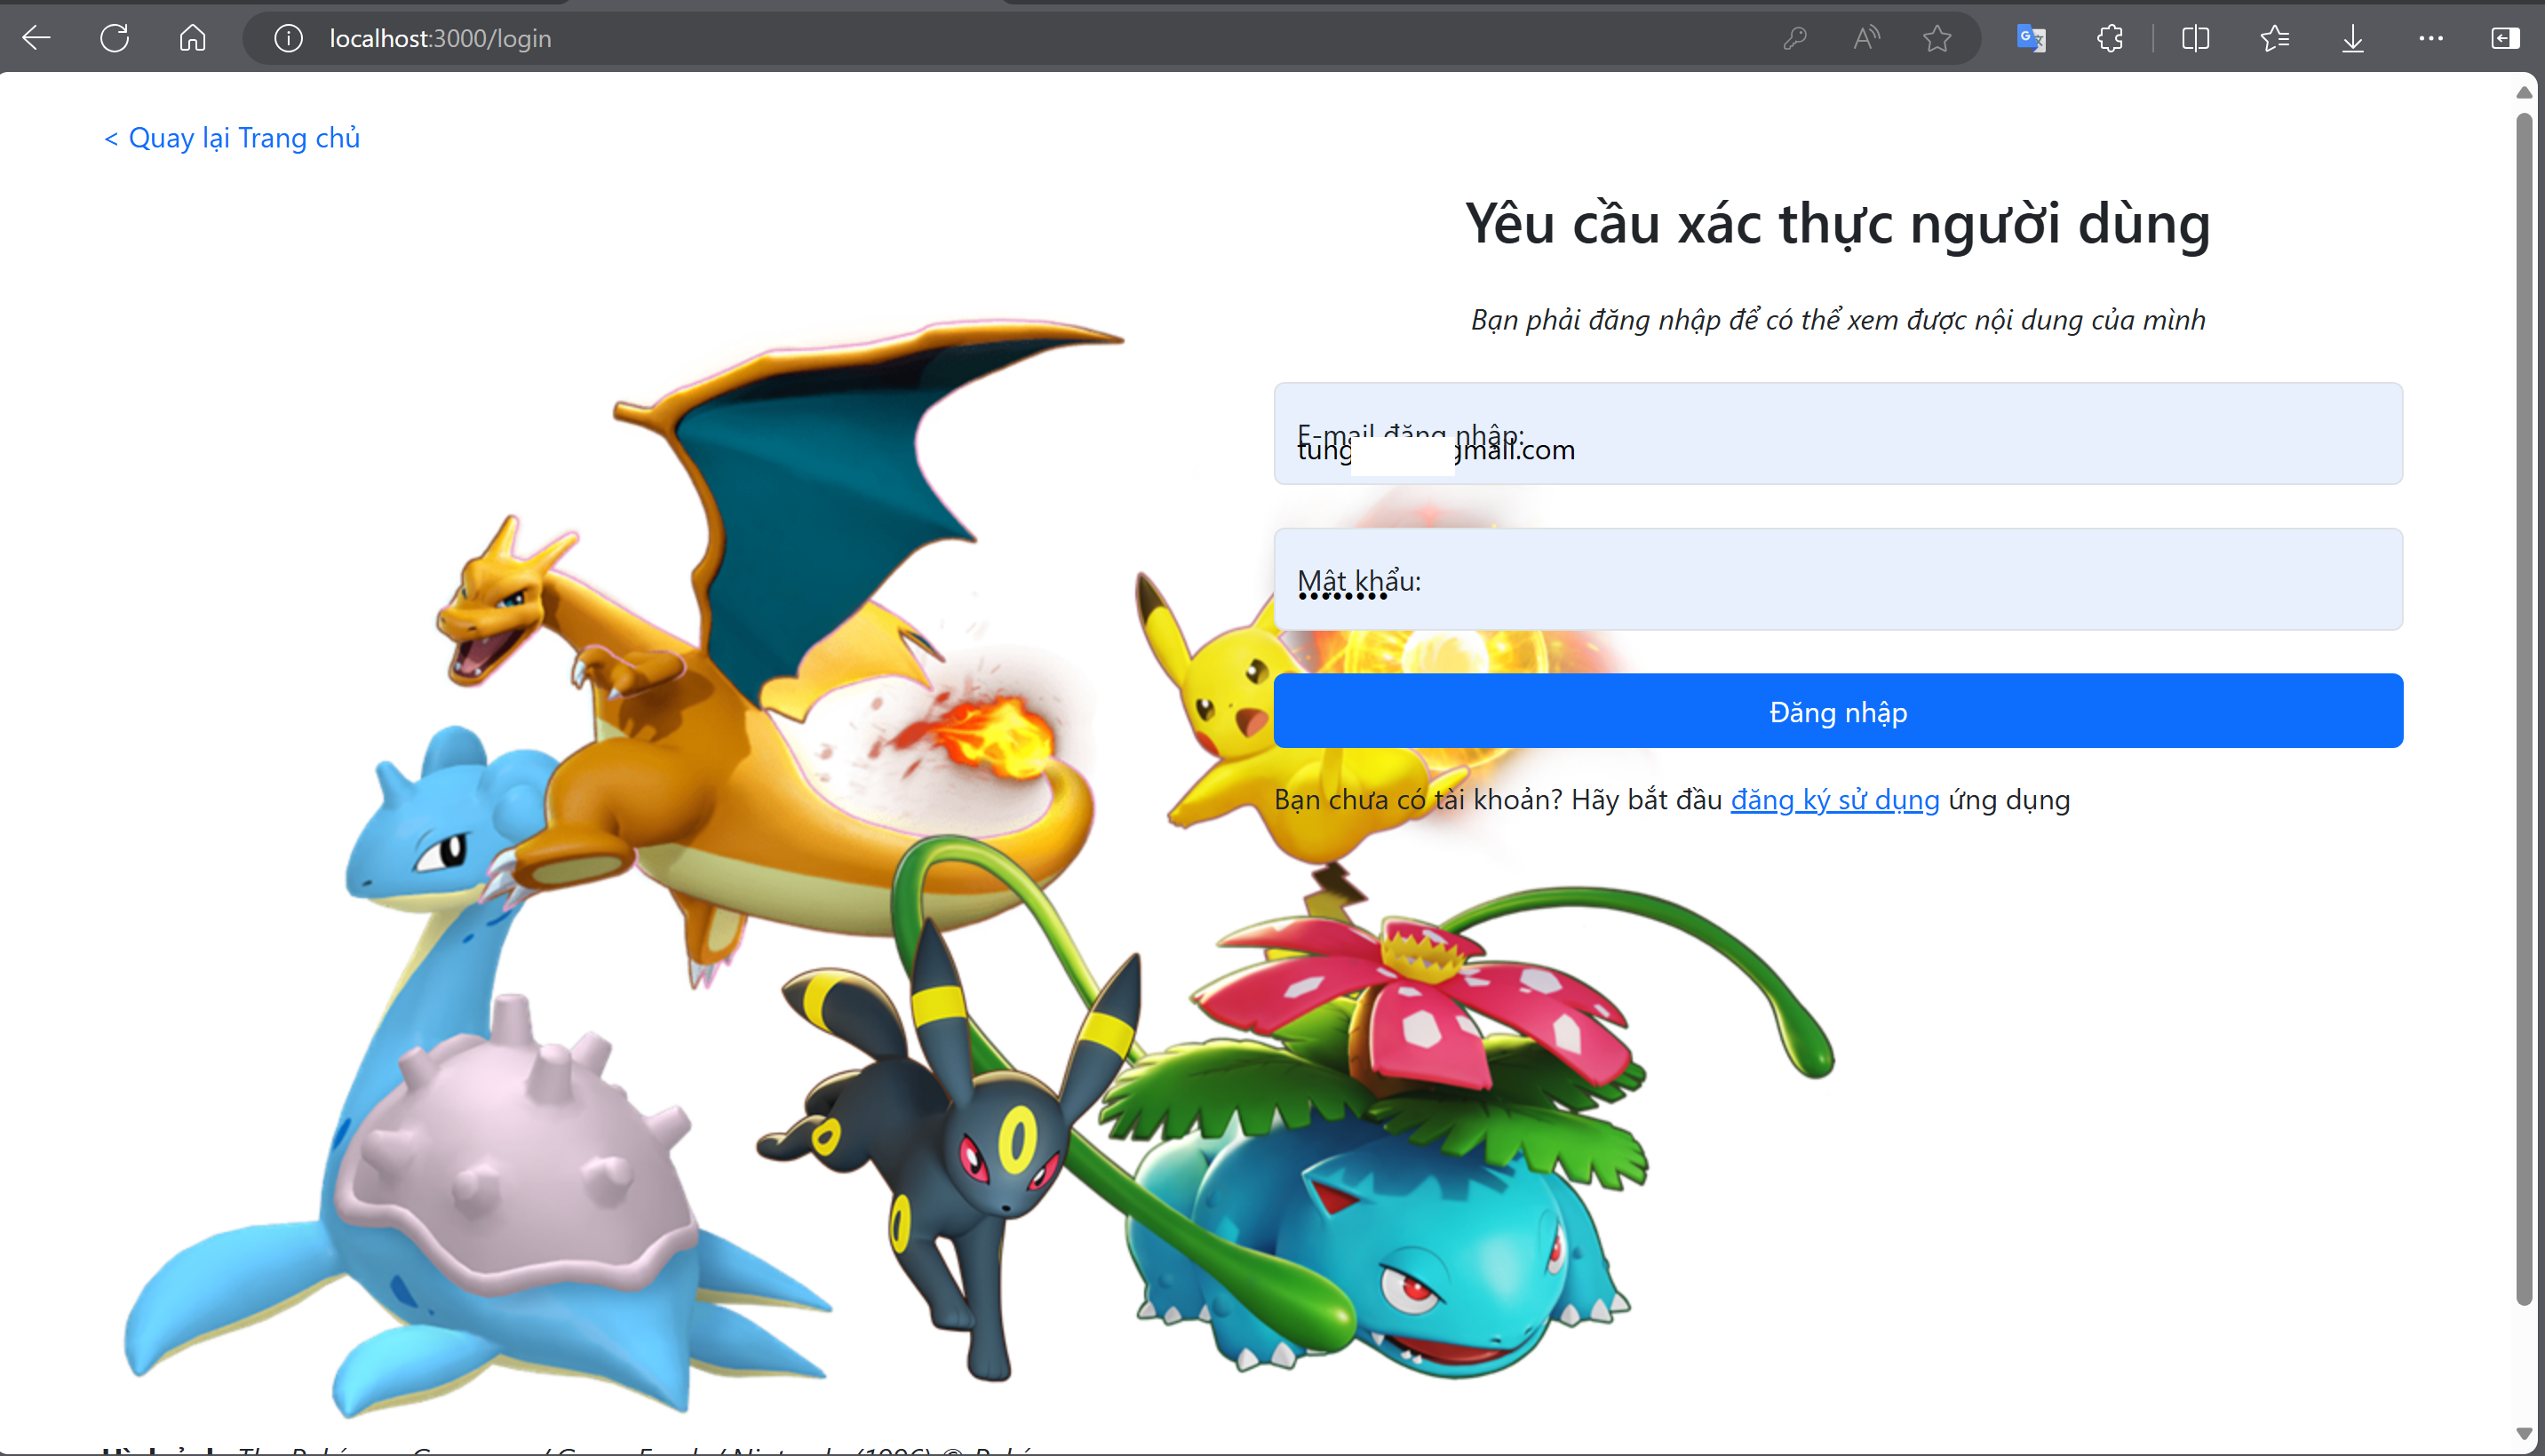 localhost:3000/login
< Quay lại Trang chủ
Yêu cầu xác thực người dùng
Bạn phải đăng nhập để có thể xem được nội dung của mình
E-mail đăng nhập:
tung gmail.com
Mật khẩu:
••••••••
Đăng nhập
Bạn chưa có tài khoản? Hãy bắt đầu đăng ký sử dụng ứng dụng